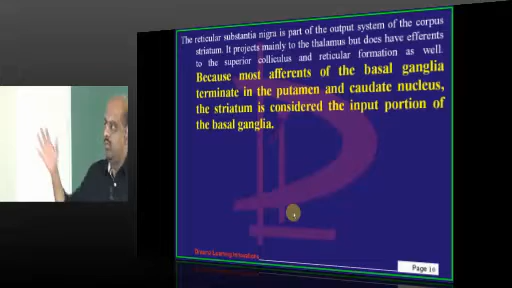 The reticular substantia nigra is part of the output system of the corpus
striatum. It projects mainly to the thalamus but does have efferents
to the superior colliculus and reticular formation as well.
Because most afferents of the basal ganglia
terminate in the putamen and caudate nucleus,
the striatum is considered the input portion of
the basal ganglia.
Learning Innovations
Page 10